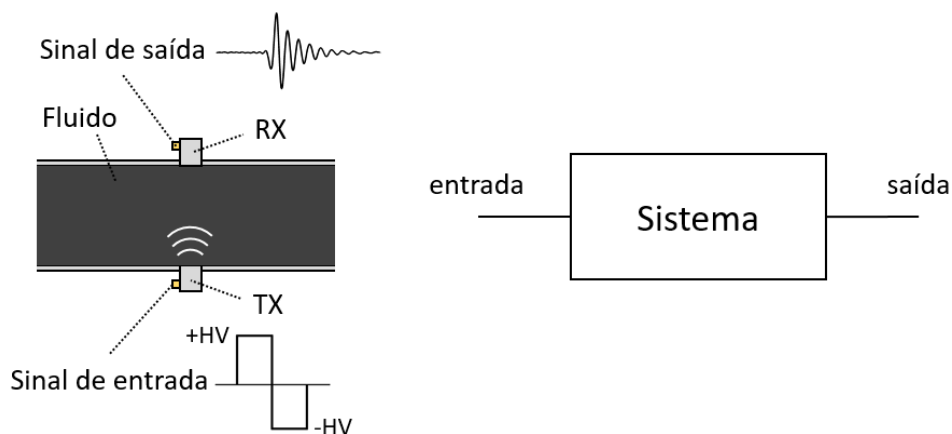 Sinal de saída
Fluido
RX
TX
+HV
Sinal de entrada
-HV
entrada
Sistema
saída